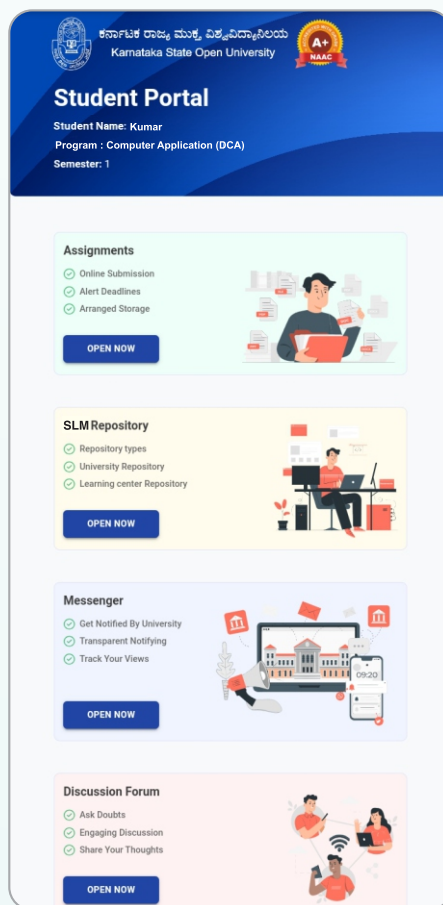 ಕರ್ನಾಟಕ ರಾಜ್ಯ ಮುಕ್ತ ವಿಶ್ವವಿದ್ಯಾನಿಲಯ
Karnataka State Open University
A+
NAAC
Student Portal
Student Name: Kumar
Program : Computer Application (DCA)
Semester: 1
Assignments
Online Submission
Alert Deadlines
Arranged Storage
OPEN NOW
SLM Repository
Repository types
University Repository
Learning center Repository
OPEN NOW
Messenger
Get Notified By University
Transparent Notifying
Track Your Views
09:20
OPEN NOW
Discussion Forum
Ask Doubts
Engaging Discussion
Share Your Thoughts
OPEN NOW